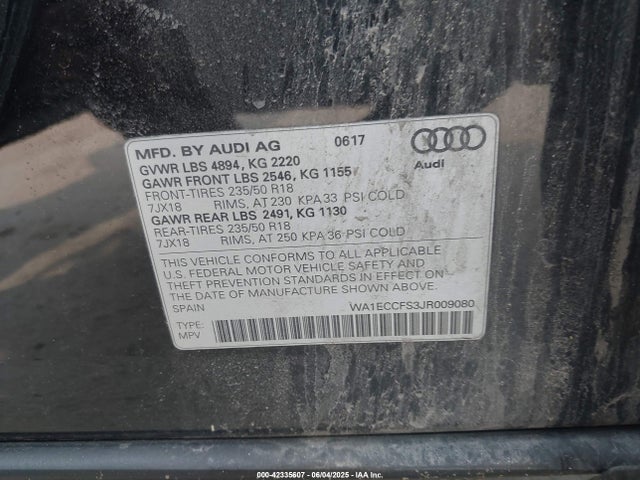 MFD. BY AUDI AG 0617
GVWR LBS 4894, KG 2220
GAWR FRONT LBS 2546, KG 1155
FRONT-TIRES 235/50 R18
7JX18 RIMS, AT 230 KPA 33 PSI COLD
GAWR REAR LBS 2491, KG 1130
REAR-TIRES 235/50 R18
7JX18 RIMS, AT 250 KPA 36 PSI COLD
Audi
THIS VEHICLE CONFORMS TO ALL APPLICABLE
U.S. FEDERAL MOTOR VEHICLE SAFETY AND
THEFT PREVENTION STANDARDS IN EFFECT ON
THE DATE OF MANUFACTURE SHOWN ABOVE.
SPAIN WA1ECCFS3JR009080
TYPE:
MPV
000-42335607 - 06/04/2025 - IAAI.com